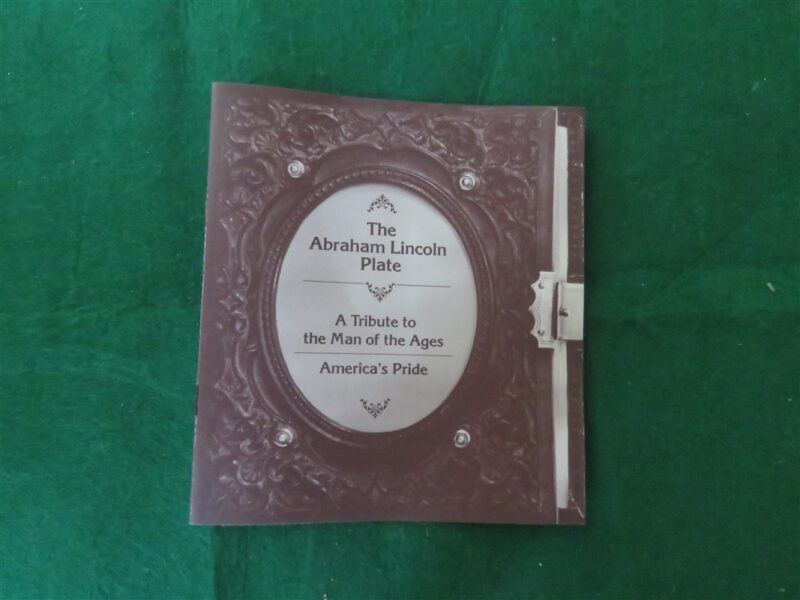 The
Abraham Lincoln
Plate
A Tribute to
the Man of the Ages
America's Pride